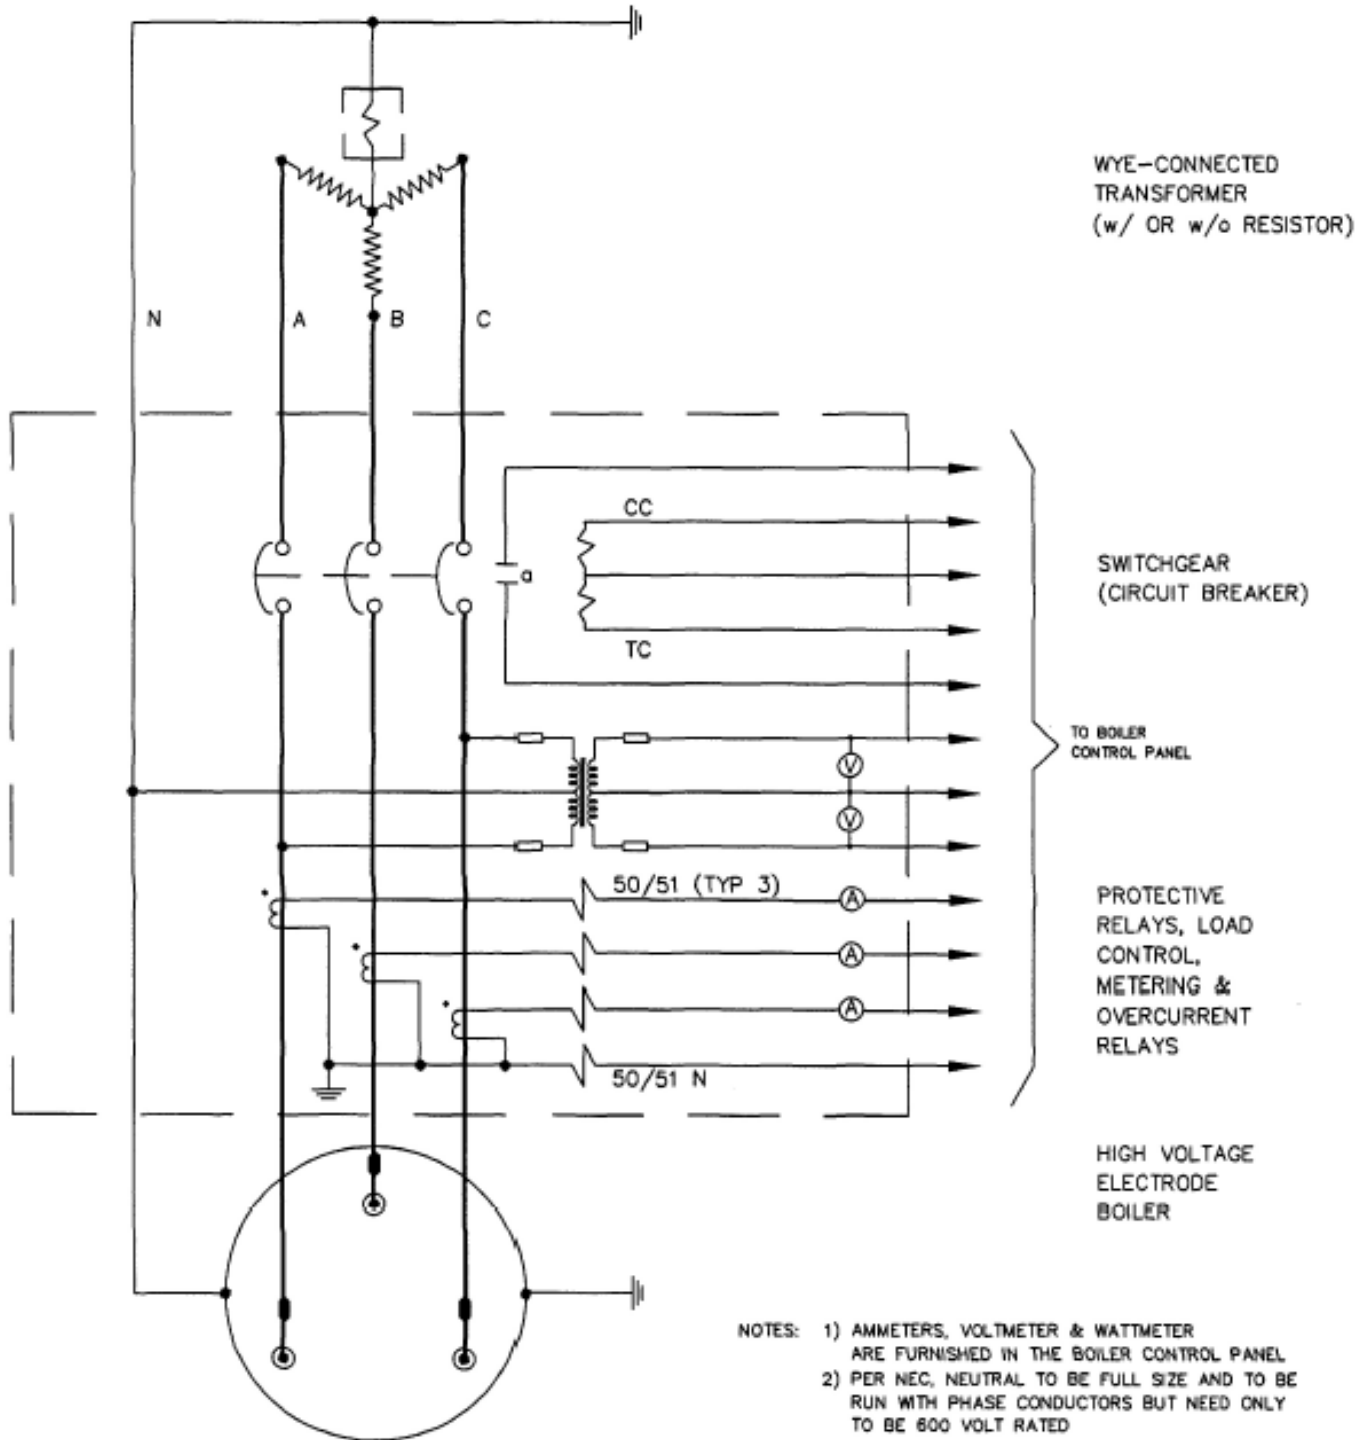 WYE-CONNECTED
TRANSFORMER
(w/ OR w/o RESISTOR)
N
A
B
C
CC
a
TC
SWITCHGEAR
(CIRCUIT BREAKER)
TO BOILER
CONTROL PANEL
V
V
50/51 (TYP 3)
A
A
A
50/51 N
PROTECTIVE
RELAYS, LOAD
CONTROL,
METERING &
OVERCURRENT
RELAYS
HIGH VOLTAGE
ELECTRODE
BOILER
NOTES: 1) AMMETERS, VOLTMETER & WATTMETER
ARE FURNISHED IN THE BOILER CONTROL PANEL
2) PER NEC, NEUTRAL TO BE FULL SIZE AND TO BE
RUN WITH PHASE CONDUCTORS BUT NEED ONLY
TO BE 600 VOLT RATED